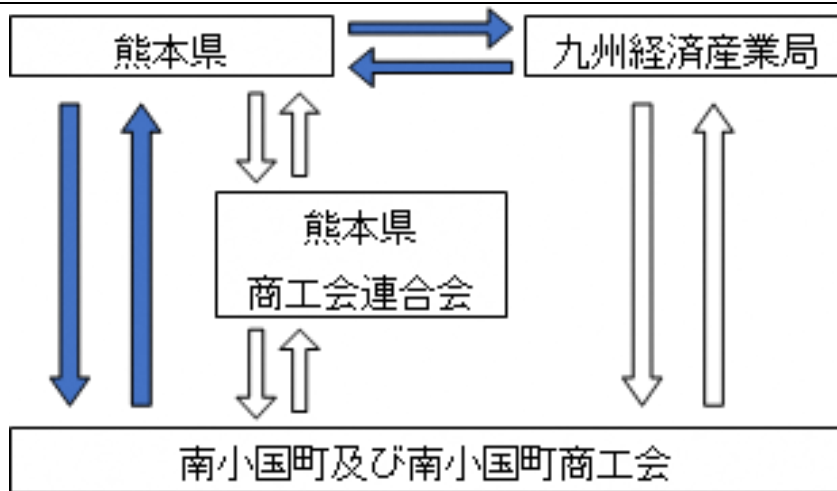 熊本県
九州経済産業局
熊本県
商工会連合会
南小国町及び南小国町商工会